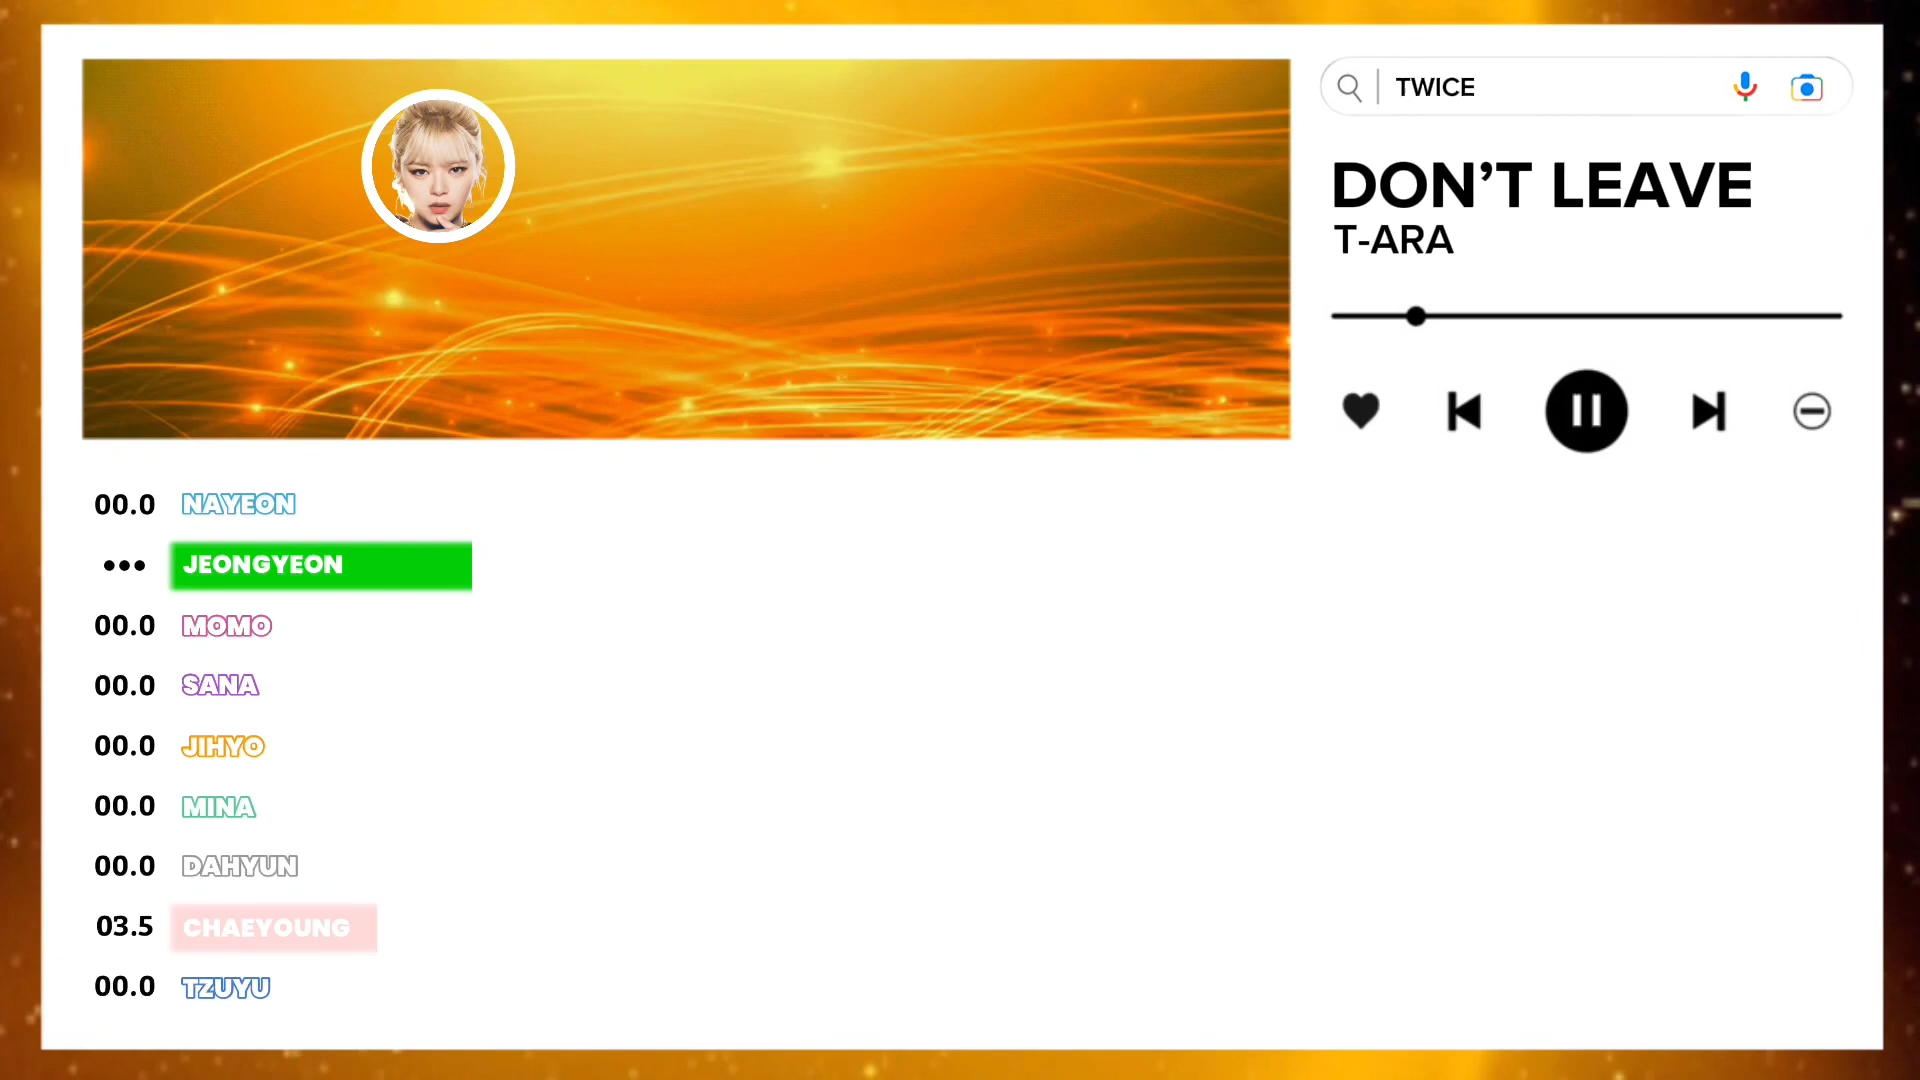 TWICE
DON’T LEAVE
T-ARA
00.0 NAYEON
••• JEONGYEON
00.0 MOMO
00.0 SANA
00.0 JIHYO
00.0 MINA
00.0 DAHYUN
03.5 CHAEYOUNG
00.0 TZUYU